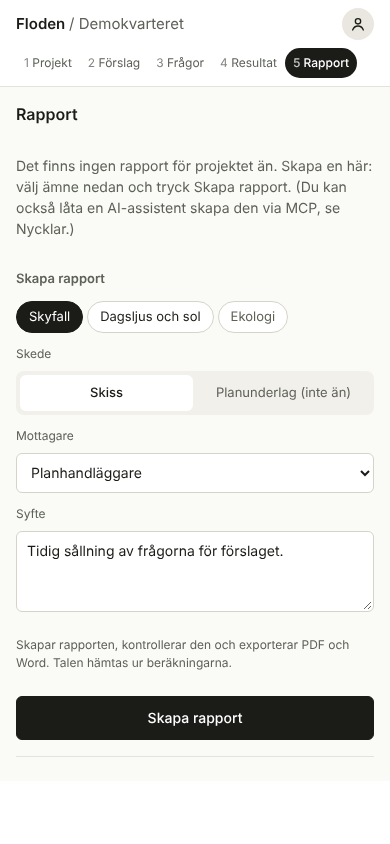 Floden / Demokvarteret
1 Projekt 2 Förslag 3 Frågor 4 Resultat 5 Rapport
Rapport
Det finns ingen rapport för projektet än. Skapa en här:
välj ämne nedan och tryck Skapa rapport. (Du kan
också låta en AI-assistent skapa den via MCP, se
Nycklar.)
Skapa rapport
Skyfall Dagsljus och sol Ekologi
Skede
Skiss Planunderlag (inte än)
Mottagare
Planhandläggare
Syfte
Tidig sållning av frågorna för förslaget.
Skapar rapporten, kontrollerar den och exporterar PDF och
Word. Talen hämtas ur beräkningarna.
Skapa rapport